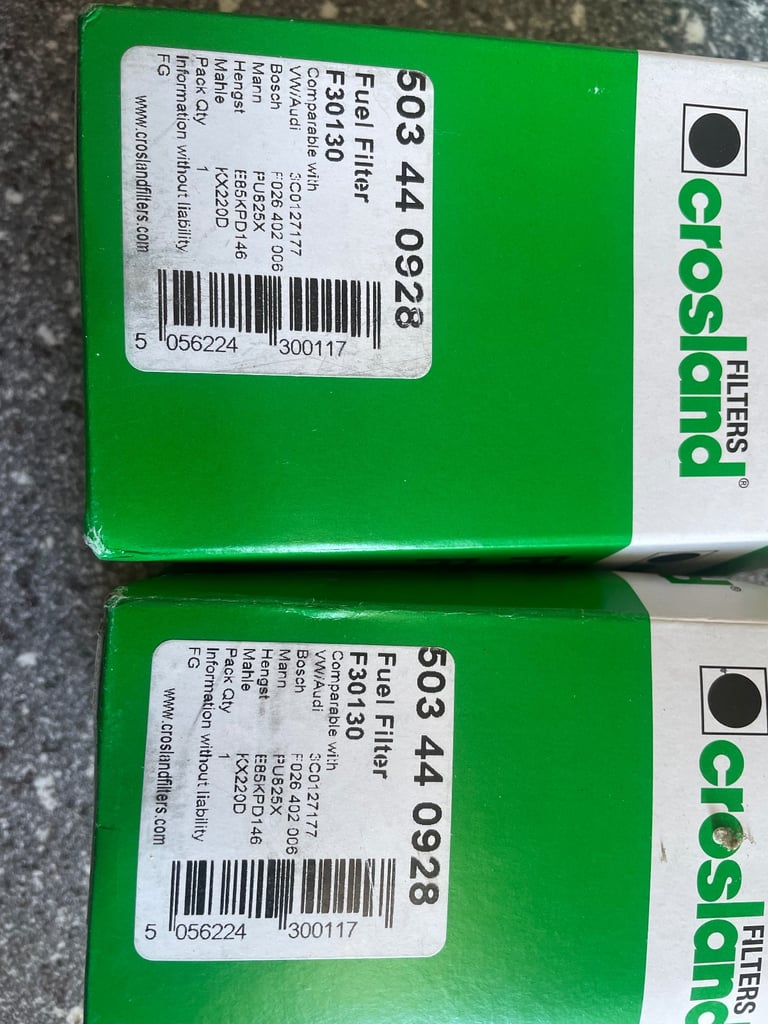 503 44 0928
Fuel Filter
F30130
Comparable with
VW/Audi 3C0127177
Bosch F026 402 006
Mann PU825X
Hengst E85KPD146
Mahle KX220D
Pack Qty 1
Information without liability
FG
www.croslandfilters.com
5 056224 300117
FILTERS
crosland®
503 44 0928
Fuel Filter
F30130
Comparable with
VW/Audi 3C0127177
Bosch F026 402 006
Mann PU825X
Hengst E85KPD146
Mahle KX220D
Pack Qty 1
Information without liability
FG
www.croslandfilters.com
5 056224 300117
FILTERS
crosland